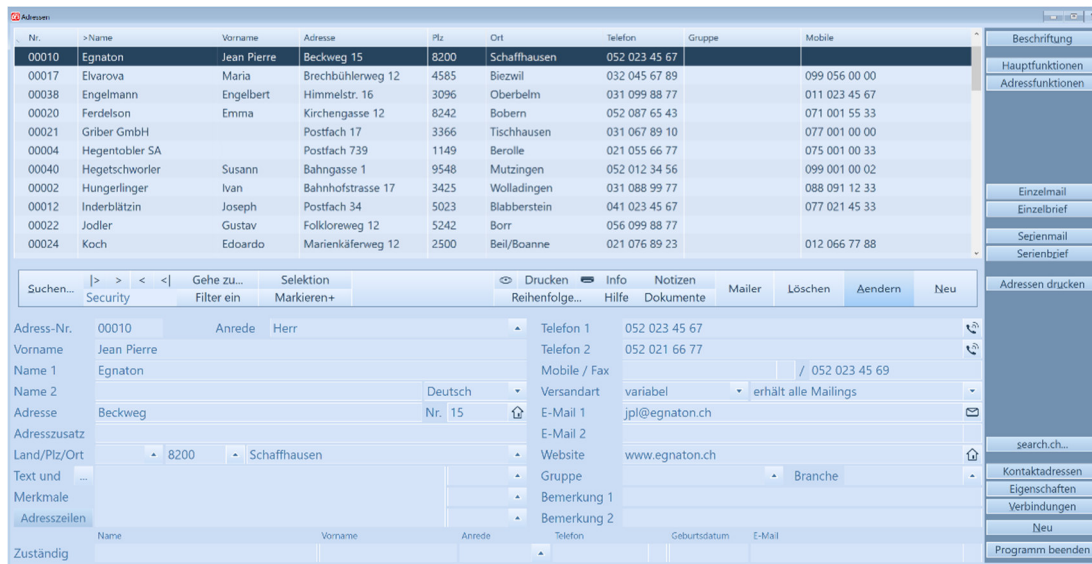 Adressen
Nr. >Name Vorname Adresse Plz Ort Telefon Gruppe Mobile
00010 Egnaton Jean Pierre Beckweg 15 8200 Schaffhausen 052 023 45 67
00017 Elvarova Maria Brechbühlerweg 12 4585 Biezwil 032 045 67 89 099 056 00 00
00038 Engelmann Engelbert Himmelstr. 16 3096 Oberbelm 031 099 88 77 011 023 45 67
00020 Ferdelson Emma Kirchengasse 12 8242 Bobern 052 087 65 43 071 001 55 33
00021 Griber GmbH Postfach 17 3366 Tischhausen 031 067 89 10 077 001 00 00
00004 Hegentobler SA Postfach 739 1149 Berolle 021 055 66 77 075 001 00 33
00040 Hegetschworler Susann Bahngasse 1 9548 Mutzingen 052 012 34 56 099 001 00 02
00002 Hungerlinger Ivan Bahnhofstrasse 17 3425 Wolladingen 031 088 99 77 088 091 12 33
00012 Inderblätzin Joseph Postfach 34 5023 Blabberstein 041 023 45 67 077 021 45 33
00022 Jodler Gustav Folkloreweg 12 5242 Borr 056 099 88 77
00024 Koch Edoardo Marienkäferweg 12 2500 Beil/Boanne 021 076 89 23 012 066 77 88
Beschriftung
Hauptfunktionen
Adressfunktionen
Einzelmail
Einzelbrief
Serienmail
Serienbrief
Adressen drucken
search.ch...
Kontaktadressen
Eigenschaften
Verbindungen
Neu
Programm beenden
Suchen... |> > < <| Gehe zu... Selektion Drucken Info Notizen Mailer Löschen Aendern Neu
Security Filter ein Markieren+ Reihenfolge... Hilfe Dokumente
Adress-Nr. 00010 Anrede Herr Telefon 1 052 023 45 67
Vorname Jean Pierre Telefon 2 052 021 66 77
Name 1 Egnaton Mobile / Fax / 052 023 45 69
Name 2 Deutsch Versandart variabel erhält alle Mailings
Adresse Beckweg Nr. 15 E-Mail 1 jpl@egnaton.ch
Adresszusatz E-Mail 2
Land/Plz/Ort 8200 Schaffhausen Website www.egnaton.ch
Text und ... Gruppe Branche
Merkmale Bemerkung 1
Adresszeilen Bemerkung 2
Name Vorname Anrede Telefon Geburtsdatum E-Mail
Zuständig